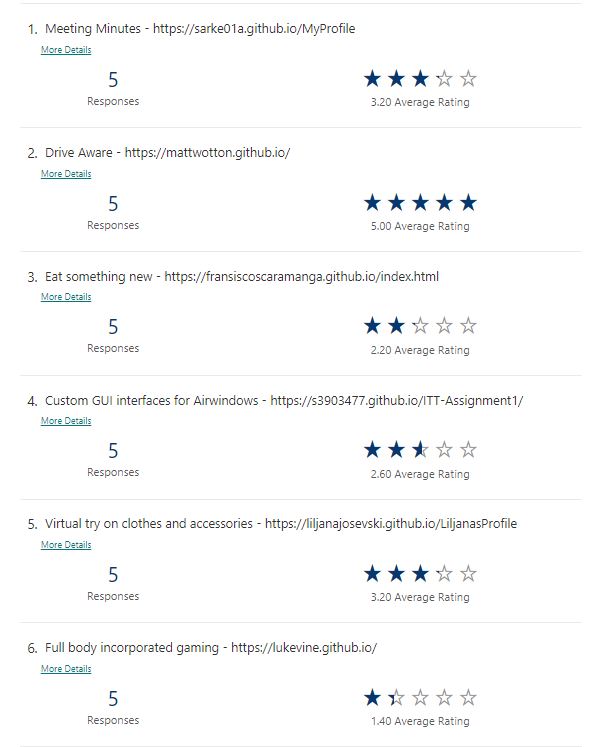 1. Meeting Minutes - https://sarke01a.github.io/MyProfile
More Details
5
Responses
3.20 Average Rating
2. Drive Aware - https://mattwotton.github.io/
More Details
5
Responses
5.00 Average Rating
3. Eat something new - https://fransiscoscaramanga.github.io/index.html
More Details
5
Responses
2.20 Average Rating
4. Custom GUI interfaces for Airwindows - https://s3903477.github.io/ITT-Assignment1/
More Details
5
Responses
2.60 Average Rating
5. Virtual try on clothes and accessories - https://liljanajosevski.github.io/LiljanasProfile
More Details
5
Responses
3.20 Average Rating
6. Full body incorporated gaming - https://lukevine.github.io/
More Details
5
Responses
1.40 Average Rating